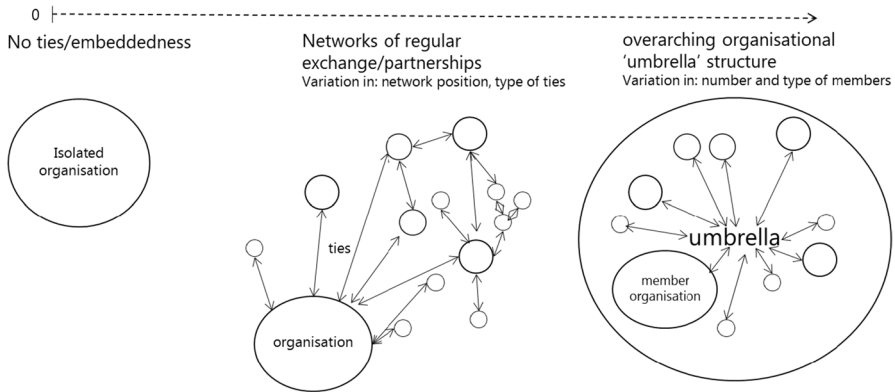 0
No ties/embeddedness
Networks of regular
exchange/partnerships
Variation in: network position, type of ties
overarching organisational
‘umbrella’ structure
Variation in: number and type of members
Isolated
organisation
ties
organisation
umbrella
member
organisation